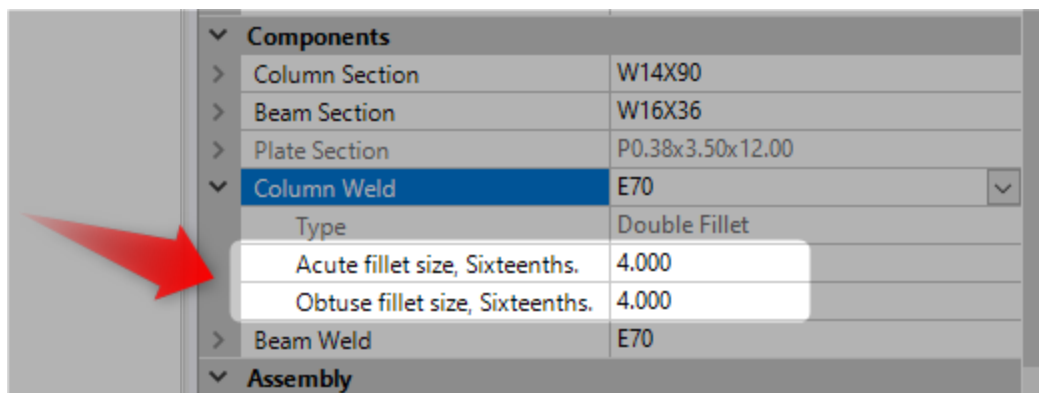 Components
Column Section W14X90
Beam Section W16X36
Plate Section P0.38x3.50x12.00
Column Weld E70
Type Double Fillet
Acute fillet size, Sixteenths. 4.000
Obtuse fillet size, Sixteenths. 4.000
Beam Weld E70
Assembly